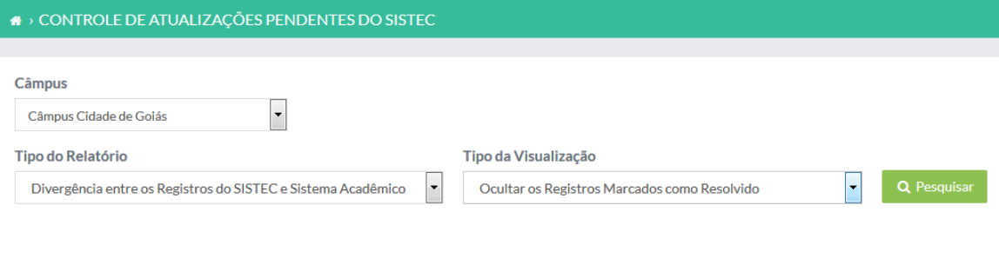 › CONTROLE DE ATUALIZAÇÕES PENDENTES DO SISTEC
Câmpus
Câmpus Cidade de Goiás
Tipo do Relatório
Tipo da Visualização
Divergência entre os Registros do SISTEC e Sistema Acadêmico
Ocultar os Registros Marcados como Resolvido
Pesquisar